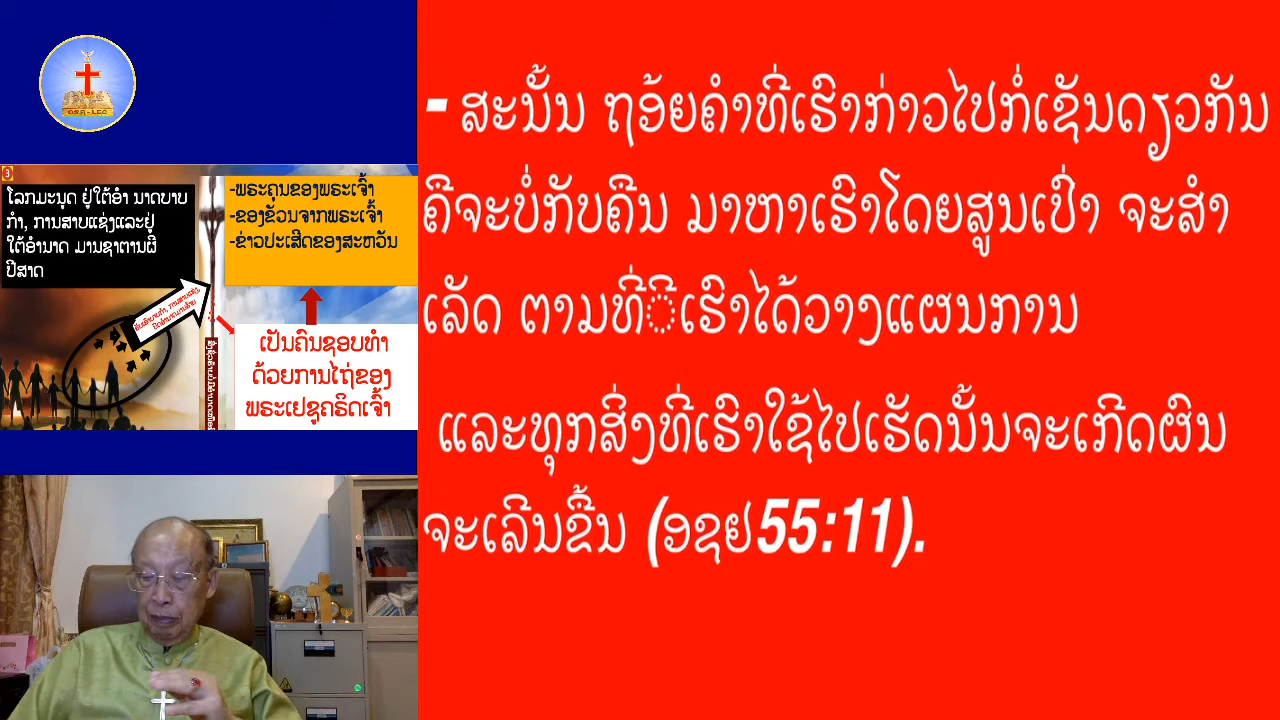 - ສະນັ້ນ ຖອ້ຍຄຳທີ່ເຮົາກ່າວໄປກໍ່ເຊັນດຽວກັນ
ຄືຈະບໍ່ກັບຄືນ ມາຫາເຮົາໂດຍສູນເປົ່າ ຈະສຳ
ເລັດ ຕາມທີ່ີເຮົາໄດ້ວາງແຜນການ
ແລະທຸກສິ່ງທີ່ເຮົາໃຊ້ໄປເຮັດນັ້ນຈະເກີດຜົນ
ຈະເລີນຂື້ນ (ອຊຢ55:11).
3
ໂລກມະນຸດ ຢູ່ໃຕ້ອຳ ນາດບາບ
ກຳ, ການສາບແຊ່ງແລະຢູ່
ໃຕ້ອຳນາດ ມານຊາຕານຜີ
ປີສາດ
-ພຣະຄຸນຂອງພຣະເຈົ້າ
-ຂອງຂັວນຈາກພຣະເຈົ້າ
-ຂ່າວປະເສີດຂອງສະຫວັນ
ເປັນຄົນຊອບທຳ
ດ້ວຍການໄຖ່ຂອງ
ພຣະເຢຊູຄຣິດເຈົ້າ